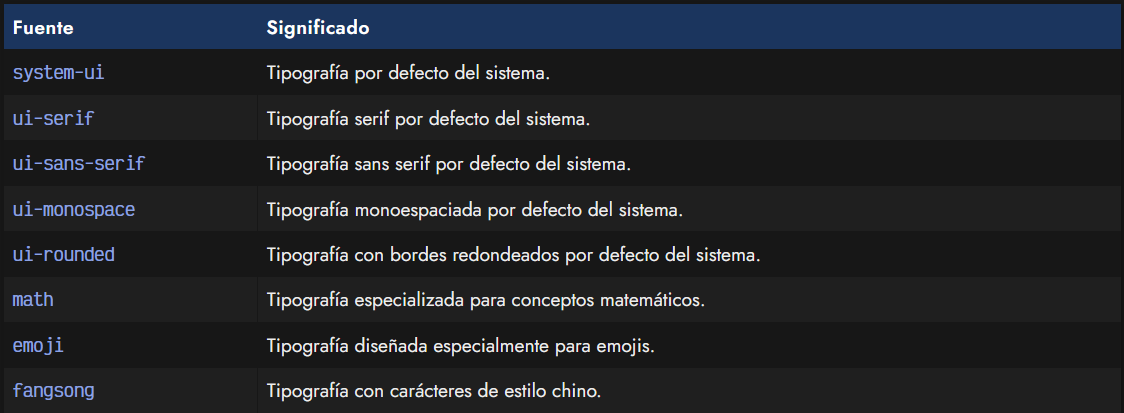 Fuente Significado
system-ui Tipografía por defecto del sistema.
ui-serif Tipografía serif por defecto del sistema.
ui-sans-serif Tipografía sans serif por defecto del sistema.
ui-monospace Tipografía monoespaciada por defecto del sistema.
ui-rounded Tipografía con bordes redondeados por defecto del sistema.
math Tipografía especializada para conceptos matemáticos.
emoji Tipografía diseñada especialmente para emojis.
fangsong Tipografía con carácteres de estilo chino.